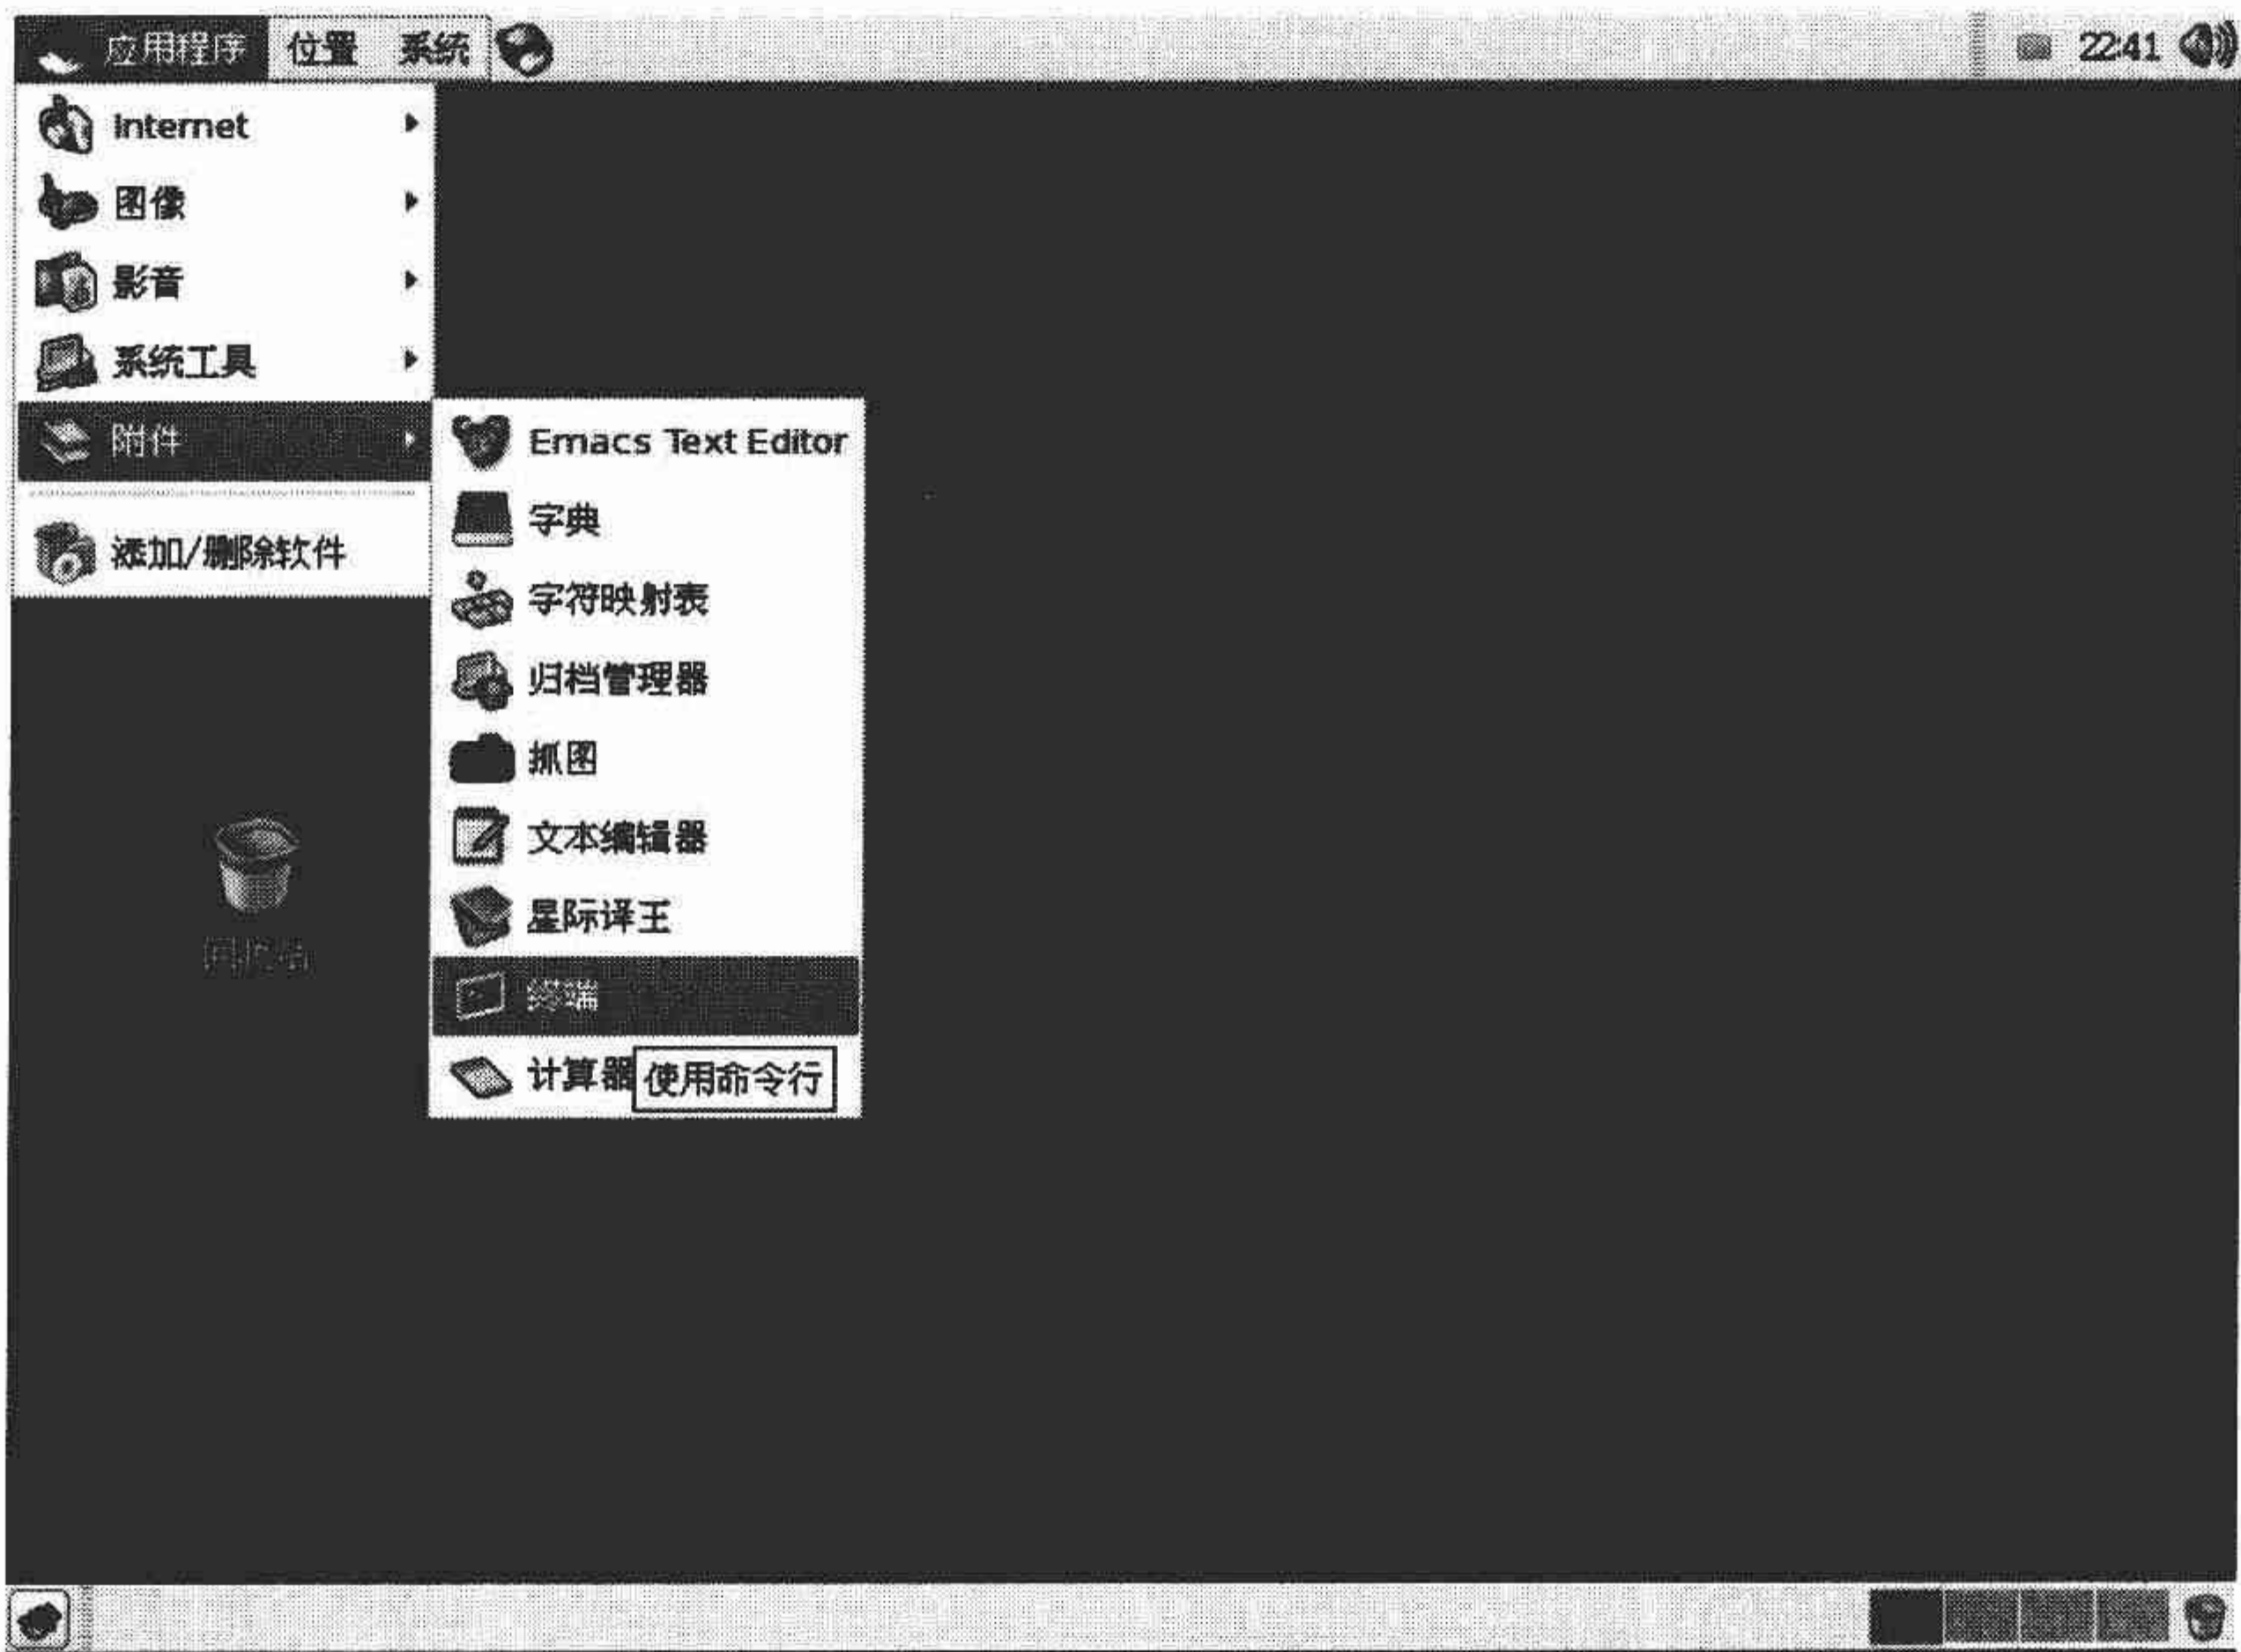 应用程序 位置 系统 22:41
Internet
图像
影音
系统工具
附件
添加/删除软件
Emacs Text Editor
字典
字符映射表
归档管理器
抓图
文本编辑器
星际译王
终端
计算器
使用命令行